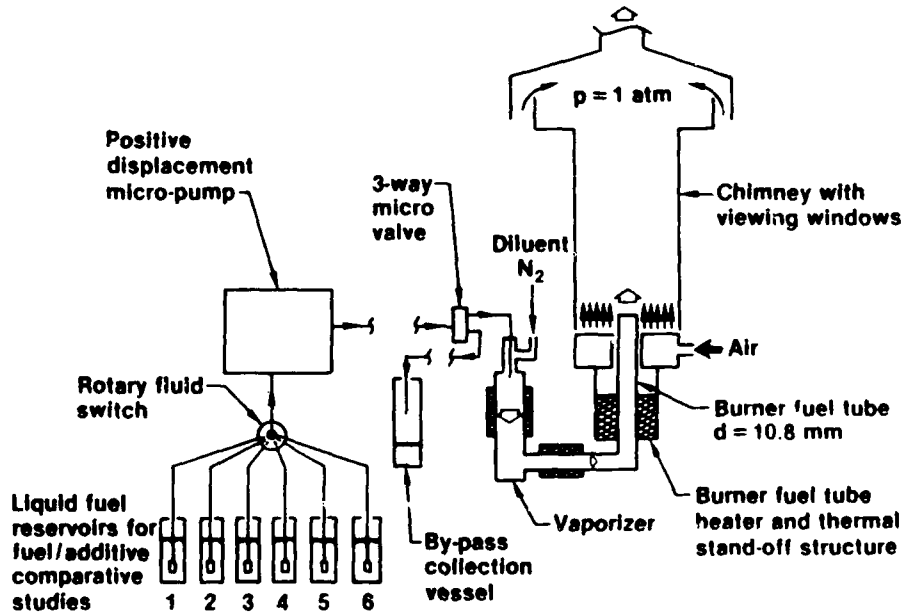 p = 1 atm
Positive
displacement
micro-pump
3-way
micro
valve
Chimney with
viewing windows
Diluent
N₂
Air
Rotary fluid
switch
Burner fuel tube
d = 10.8 mm
Liquid fuel
reservoirs for
fuel/additive
comparative
studies
1 2 3 4 5 6
By-pass
collection
vessel
Vaporizer
Burner fuel tube
heater and thermal
stand-off structure